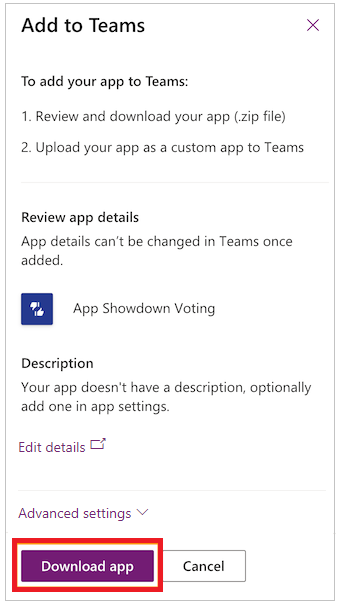 Add to Teams
To add your app to Teams:
1. Review and download your app (.zip file)
2. Upload your app as a custom app to Teams
Review app details
App details can't be changed in Teams once
added.
App Showdown Voting
Description
Your app doesn't have a description, optionally
add one in app settings.
Edit details
Advanced settings
Download app
Cancel